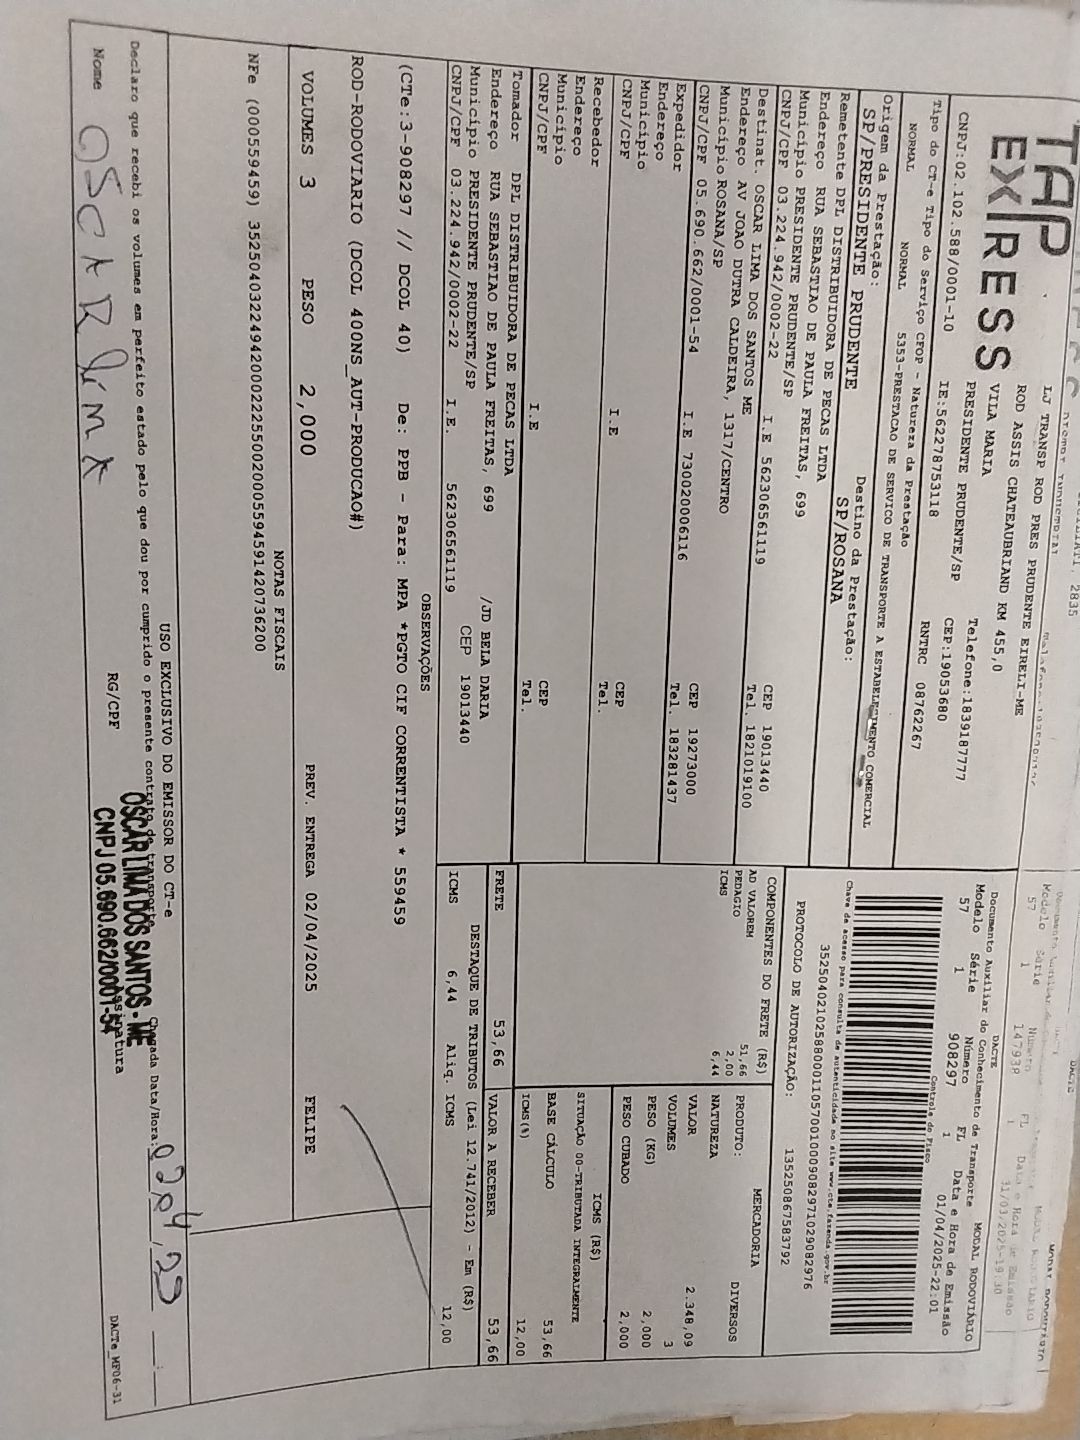 TAP
EX|RESS
LJ TRANSP ROD PRES PRUDENTE EIRELI-ME
ROD ASSIS CHATEAUBRIAND KM 455,0
VILA MARIA
PRESIDENTE PRUDENTE/SP
Telefone:1839187777
CNPJ:02.102.588/0001-10 IE:562278753118 CEP:19053680
RNTRC 08762267
Tipo do CT-e Tipo do Serviço CFOP - Natureza da Prestação
NORMAL NORMAL 5353-PRESTACAO DE SERVICO DE TRANSPORTE A ESTABELECIMENTO COMERCIAL
DACTE
Documento Auxiliar do Conhecimento de Transporte MODAL RODOVIÁRIO
Modelo Série Número FL Data e Hora de Emissão
57 1 908297 1 01/04/2025-22:01
Controle do Fisco
Chave de acesso para consulta de autenticidade no site www.cte.fazenda.gov.br
35250402102588000110570010009082971029082976
PROTOCOLO DE AUTORIZAÇÃO: 135250867583792
Origem da Prestação: Destino da Prestação:
SP/PRESIDENTE PRUDENTE SP/ROSANA
Remetente DPL DISTRIBUIDORA DE PECAS LTDA
Endereço RUA SEBASTIAO DE PAULA FREITAS, 699
Município PRESIDENTE PRUDENTE/SP CEP 19013440
CNPJ/CPF 03.224.942/0002-22 I.E 562306561119 Tel. 1821019100
Destinat. OSCAR LIMA DOS SANTOS ME
Endereço AV JOAO DUTRA CALDEIRA, 1317/CENTRO
Município ROSANA/SP CEP 19273000
CNPJ/CPF 05.690.662/0001-54 I.E 730020006116 Tel. 183281437
Expedidor
Endereço
Município CEP
CNPJ/CPF I.E Tel.
Recebedor
Endereço
Município CEP
CNPJ/CPF I.E Tel.
Tomador DPL DISTRIBUIDORA DE PECAS LTDA
Endereço RUA SEBASTIAO DE PAULA FREITAS, 699 /JD BELA DARIA
Município PRESIDENTE PRUDENTE/SP CEP 19013440
CNPJ/CPF 03.224.942/0002-22 I.E. 562306561119
COMPONENTES DO FRETE (R$)
AD VALOREM 51,66
PEDAGIO 2,00
ICMS 6,44
FRETE 53,66
MERCADORIA
PRODUTO: DIVERSOS
NATUREZA
VALOR 2.348,09
VOLUMES 3
PESO (KG) 2,000
PESO CUBADO 2,000
ICMS (R$)
SITUAÇÃO 00-TRIBUTADA INTEGRALMENTE
BASE CÁLCULO 53,66
ICMS(%) 12,00
VALOR A RECEBER 53,66
DESTAQUE DE TRIBUTOS (Lei 12.741/2012) - Em (R$)
ICMS 6,44 Aliq. ICMS 12,00
OBSERVAÇÕES
(CTe:3-908297 // DCOL 40) De: PPB - Para: MPA *PGTO CIF CORRENTISTA * 559459
ROD-RODOVIARIO (DCOL 400NS_AUT-PRODUCAO#)
VOLUMES 3 PESO 2,000 PREV. ENTREGA 02/04/2025 FELIPE
NOTAS FISCAIS
NFe (000559459) 35250403224942000222550020005594591420736200
USO EXCLUSIVO DO EMISSOR DO CT-e
Declaro que recebi os volumes em perfeito estado pelo que dou por cumprido o presente contrato de transporte. Chegada Data/Hora:
Nome OSCAR Lima RG/CPF Assinatura
OSCAR LIMA DOS SANTOS - ME
CNPJ 05.690.662/0001-54
DACTe_MF06-31